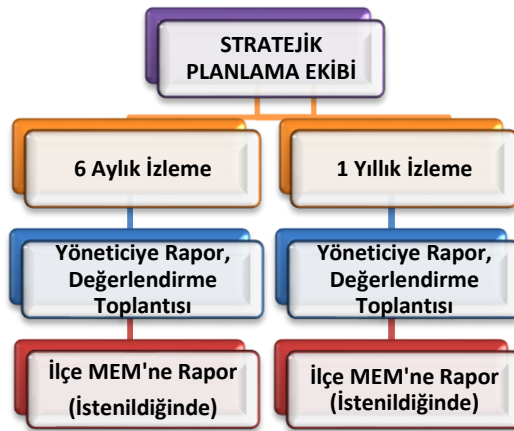 STRATEJİK
PLANLAMA EKİBİ
6 Aylık İzleme
1 Yıllık İzleme
Yöneticiye Rapor,
Değerlendirme
Toplantısı
Yöneticiye Rapor,
Değerlendirme
Toplantısı
İlçe MEM'ne Rapor
(İstenildiğinde)
İlçe MEM'ne Rapor
(İstenildiğinde)